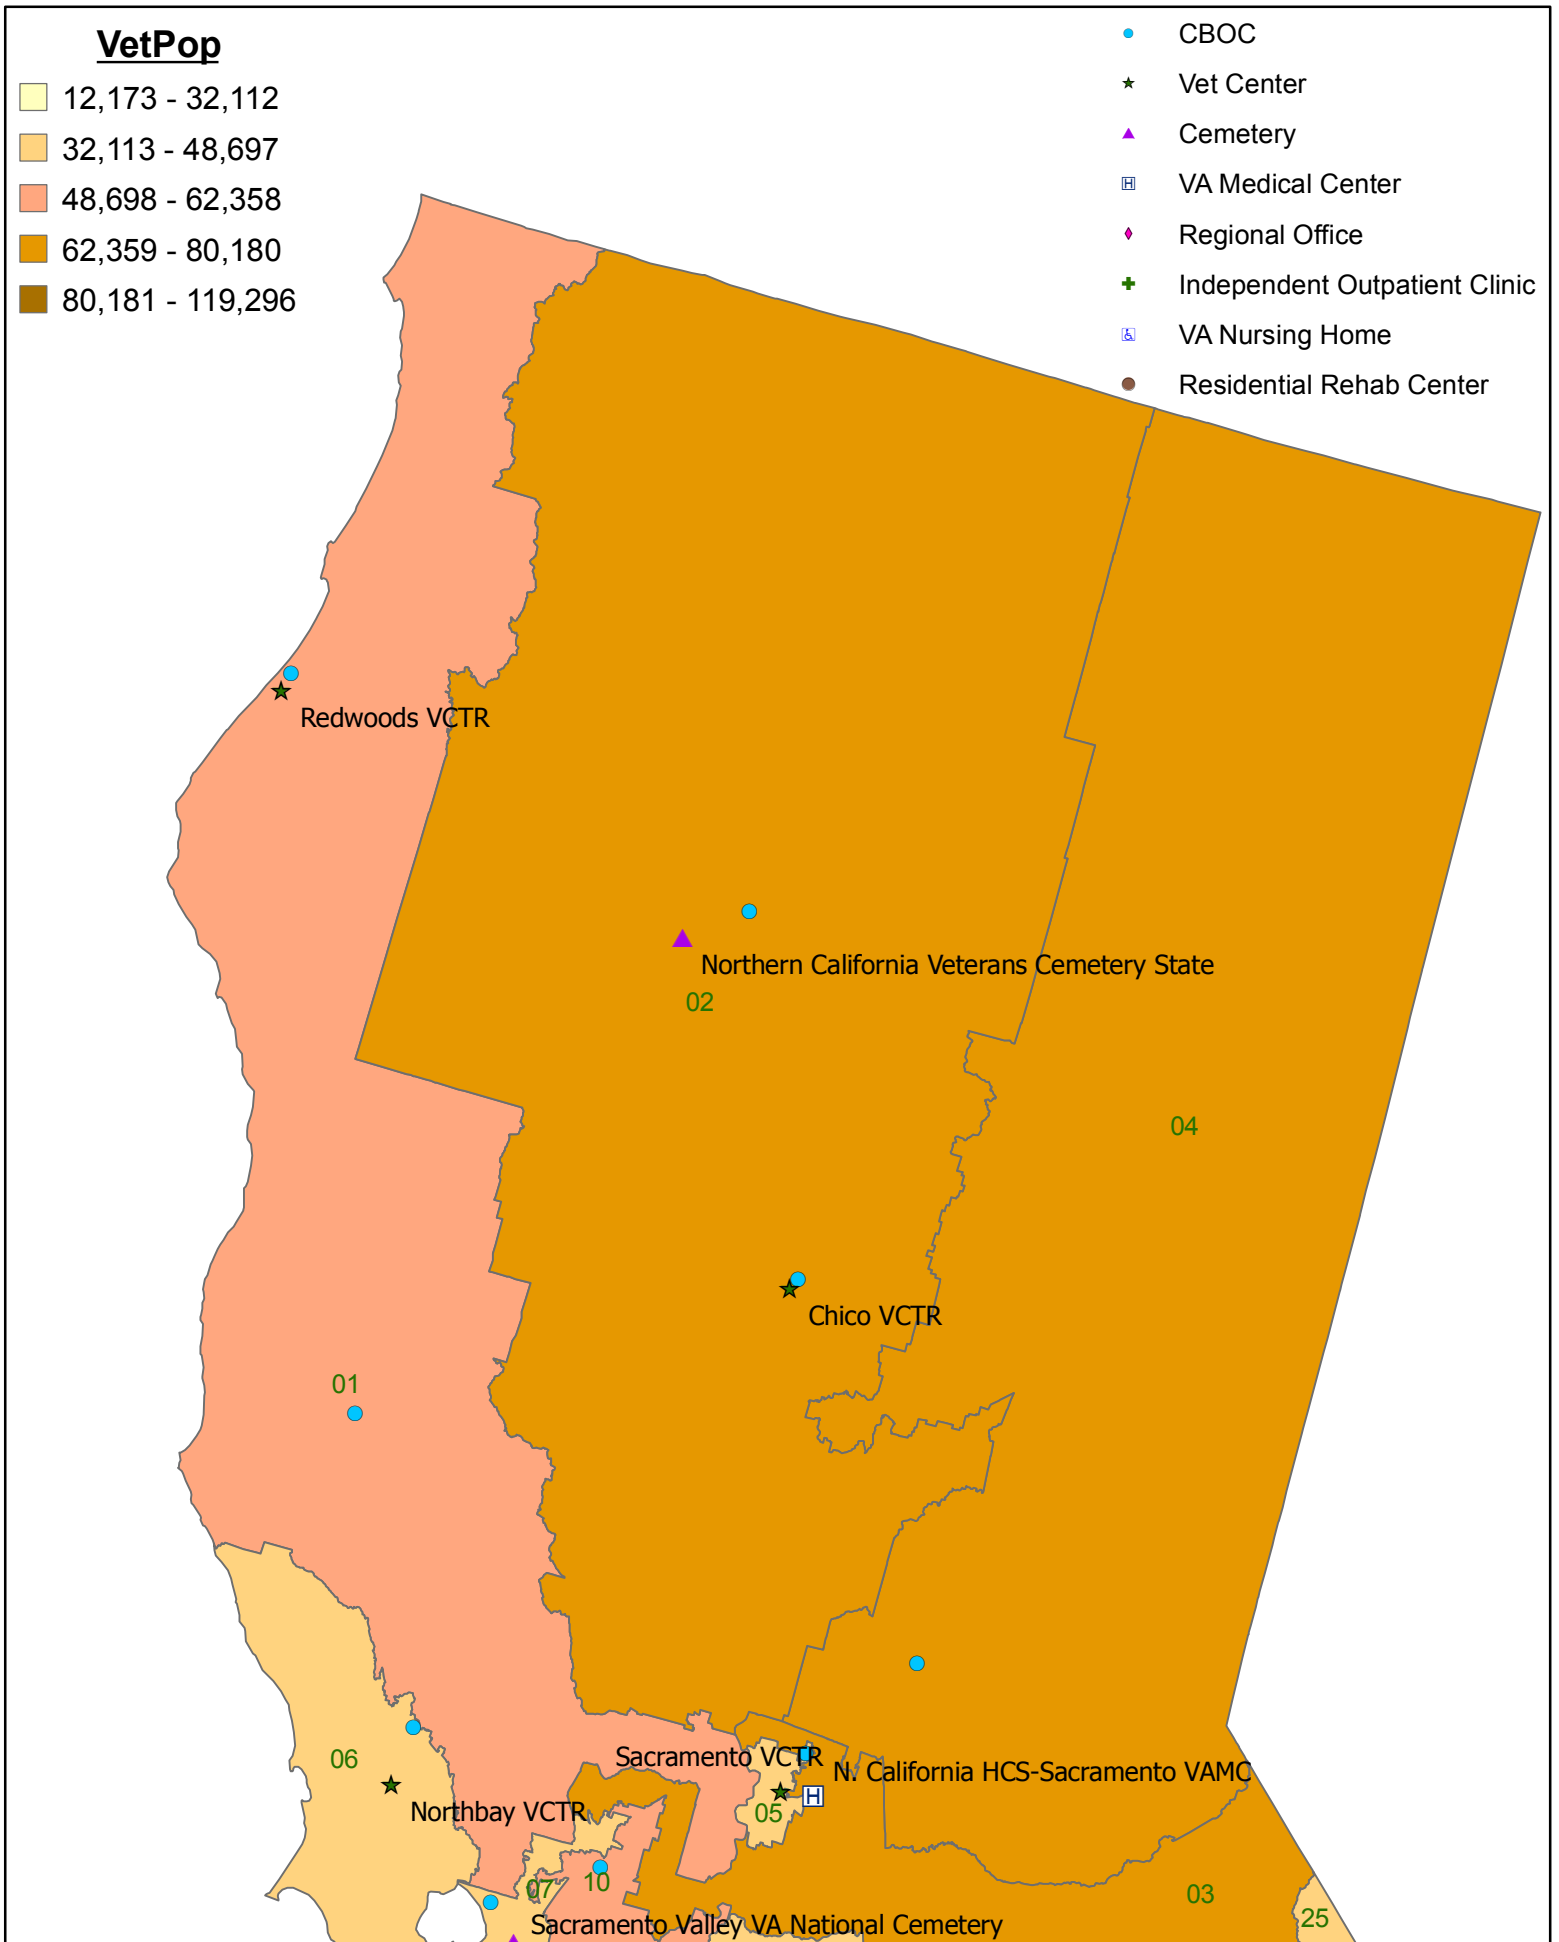 VetPop
12,173 - 32,112
32,113 - 48,697
48,698 - 62,358
62,359 - 80,180
80,181 - 119,296
CBOC
Vet Center
Cemetery
VA Medical Center
Regional Office
Independent Outpatient Clinic
VA Nursing Home
Residential Rehab Center
Redwoods VCTR
Northern California Veterans Cemetery State
02
04
Chico VCTR
01
06
Sacramento VCTR
N. California HCS-Sacramento VAMC
Northbay VCTR
05
07
10
03
25
Sacramento Valley VA National Cemetery